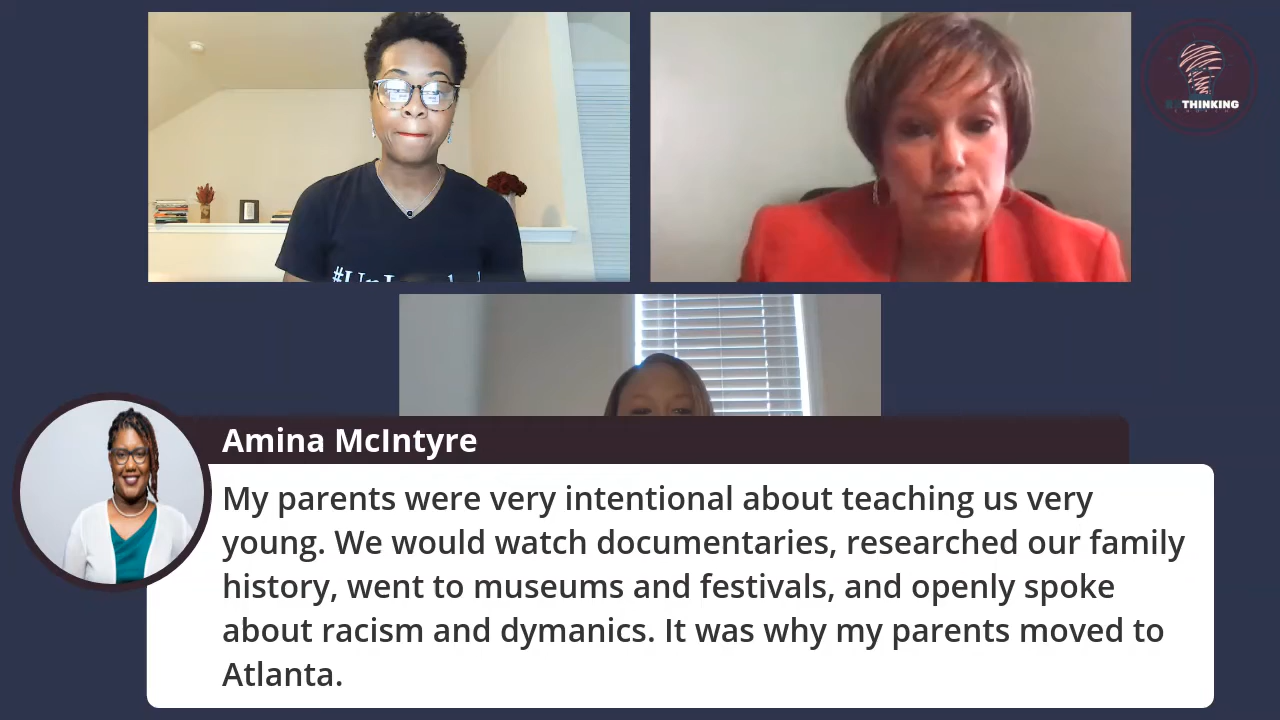 THINKING
#Un
Amina McIntyre
My parents were very intentional about teaching us very
young. We would watch documentaries, researched our family
history, went to museums and festivals, and openly spoke
about racism and dymanics. It was why my parents moved to
Atlanta.